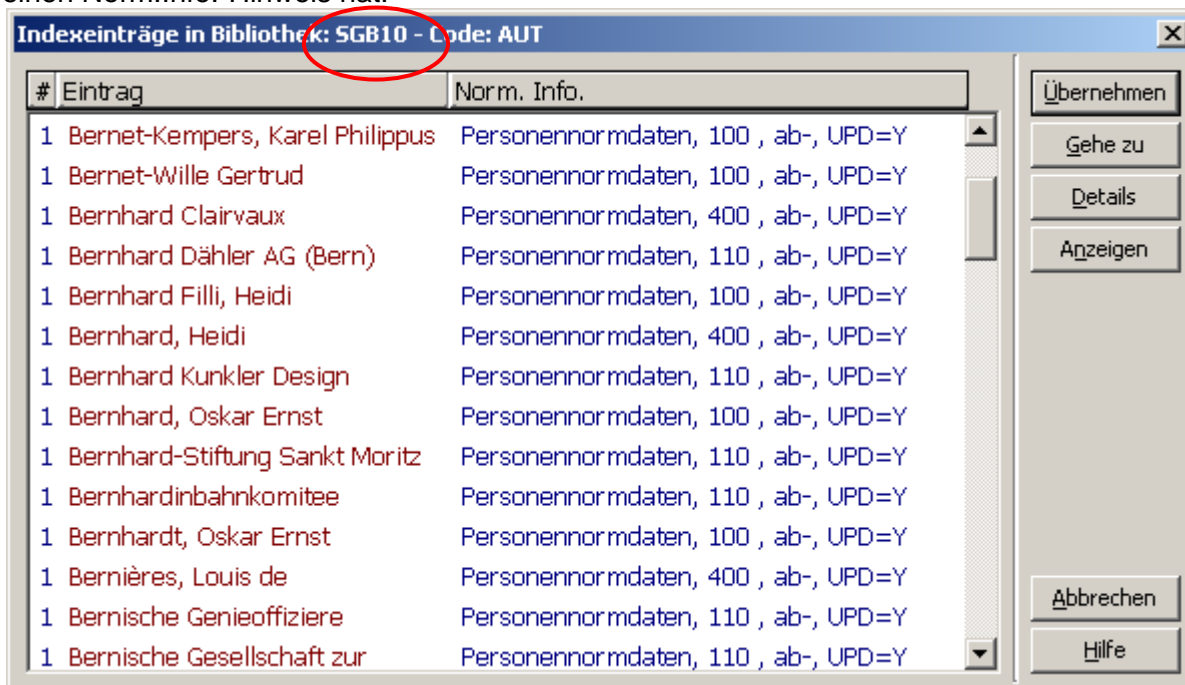 einen Norm.Info. Hinweis hat.
Indexeinträge in Bibliothek: SGB10 - Code: AUT
# Eintrag Norm. Info.
1 Bernet-Kempers, Karel Philippus Personennormdaten, 100 , ab-, UPD=Y
1 Bernet-Wille Gertrud Personennormdaten, 100 , ab-, UPD=Y
1 Bernhard Clairvaux Personennormdaten, 400 , ab-, UPD=Y
1 Bernhard Dähler AG (Bern) Personennormdaten, 110 , ab-, UPD=Y
1 Bernhard Filli, Heidi Personennormdaten, 100 , ab-, UPD=Y
1 Bernhard, Heidi Personennormdaten, 400 , ab-, UPD=Y
1 Bernhard Kunkler Design Personennormdaten, 110 , ab-, UPD=Y
1 Bernhard, Oskar Ernst Personennormdaten, 100 , ab-, UPD=Y
1 Bernhard-Stiftung Sankt Moritz Personennormdaten, 110 , ab-, UPD=Y
1 Bernhardinbahnkomitee Personennormdaten, 110 , ab-, UPD=Y
1 Bernhardt, Oskar Ernst Personennormdaten, 100 , ab-, UPD=Y
1 Bernières, Louis de Personennormdaten, 400 , ab-, UPD=Y
1 Bernische Genieoffiziere Personennormdaten, 110 , ab-, UPD=Y
1 Bernische Gesellschaft zur Personennormdaten, 110 , ab-, UPD=Y
Übernehmen
Gehe zu
Details
Anzeigen
Abbrechen
Hilfe